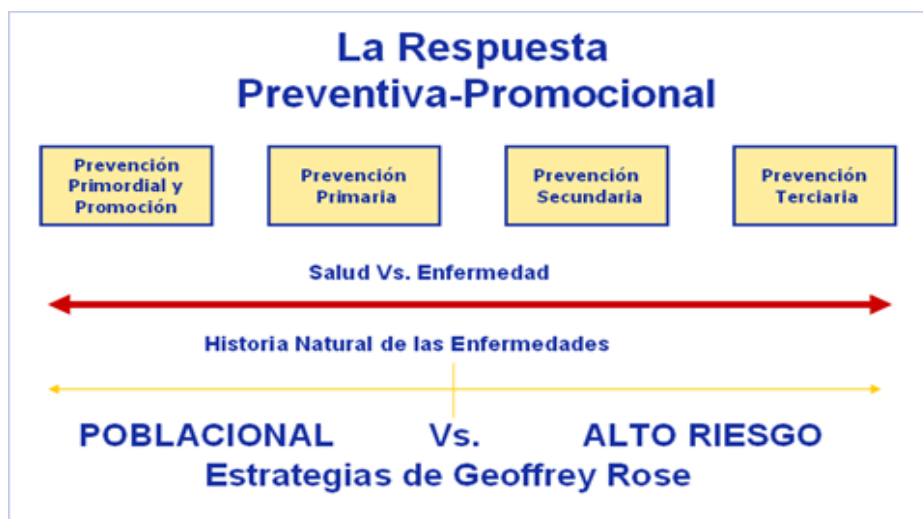 La Respuesta
Preventiva-Promocional
Prevención
Primordial y
Promoción
Prevención
Primaria
Prevención
Secundaria
Prevención
Terciaria
Salud Vs. Enfermedad
Historia Natural de las Enfermedades
POBLACIONAL Vs. ALTO RIESGO
Estrategias de Geoffrey Rose